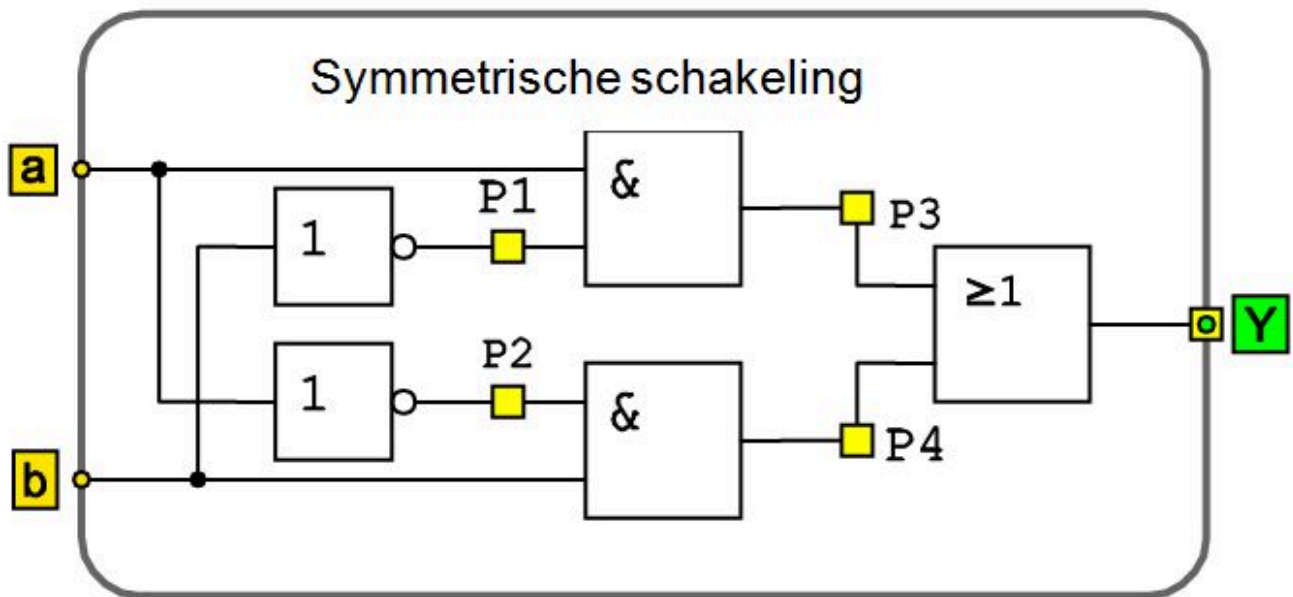 Symmetrische schakeling
a
&
P1
1
P3
≥1
Y
P2
1
&
P4
b